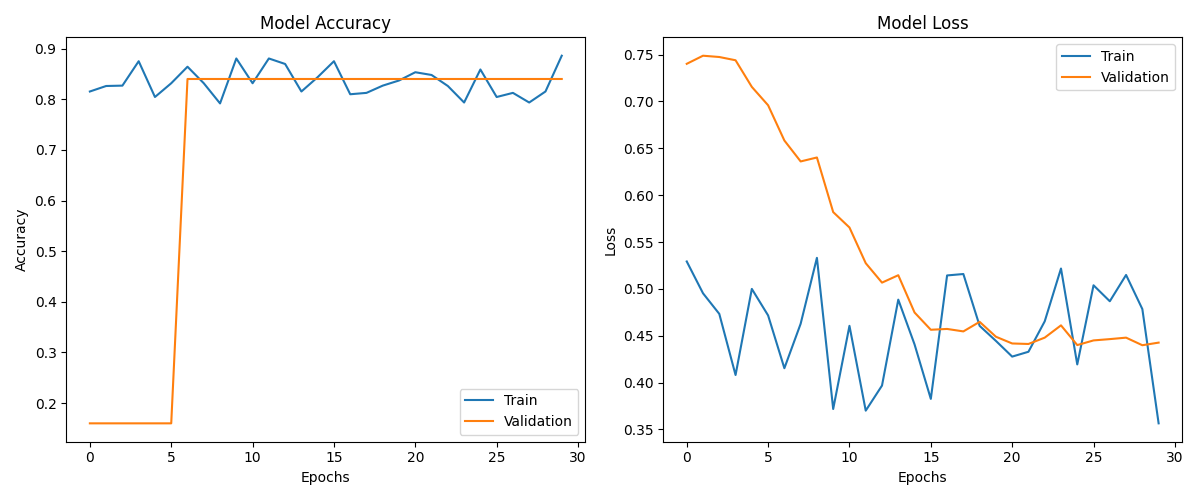 Model Accuracy
0.9
0.8
0.7
0.6
0.5
0.4
0.3
0.2
Accuracy
0 5 10 15 20 25 30
Epochs
Train
Validation
Model Loss
0.75
0.70
0.65
0.60
0.55
0.50
0.45
0.40
0.35
Loss
0 5 10 15 20 25 30
Epochs
Train
Validation